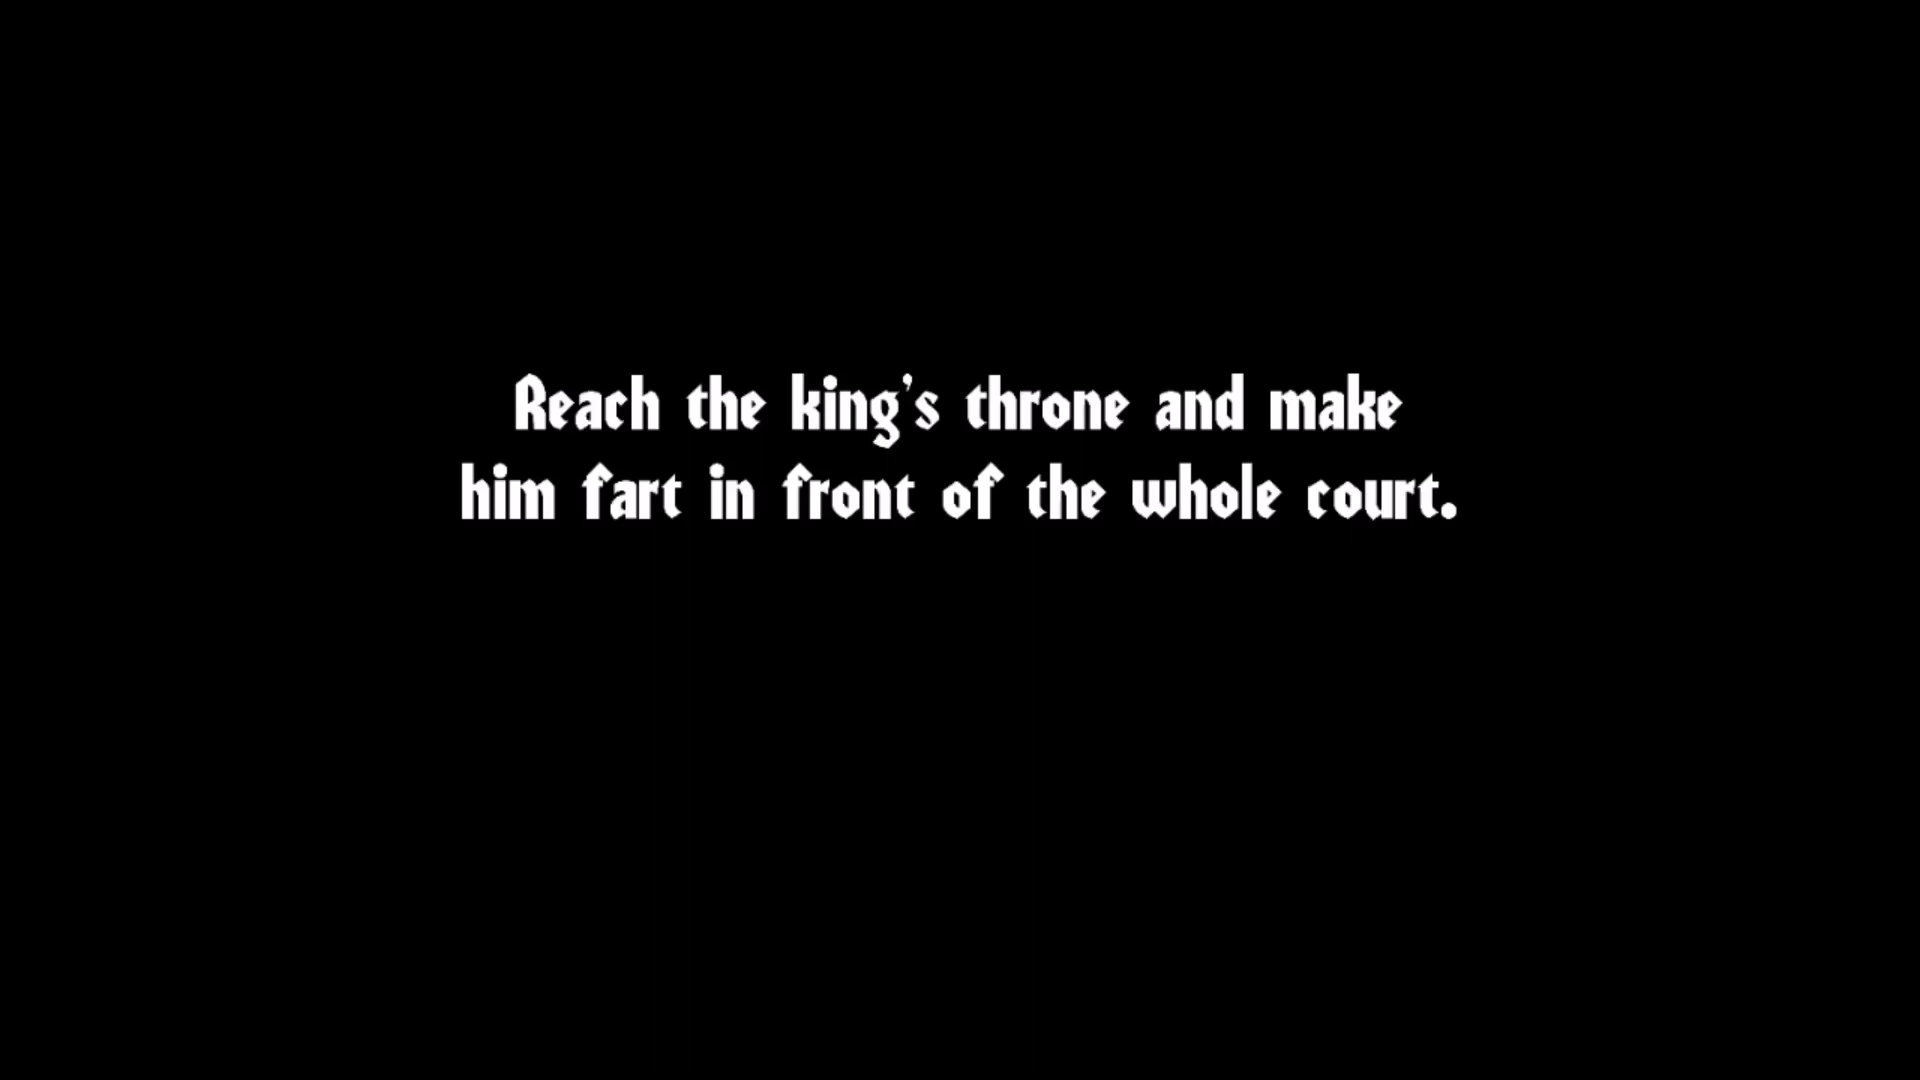 Reach the king's throne and make
him fart in front of the whole court.